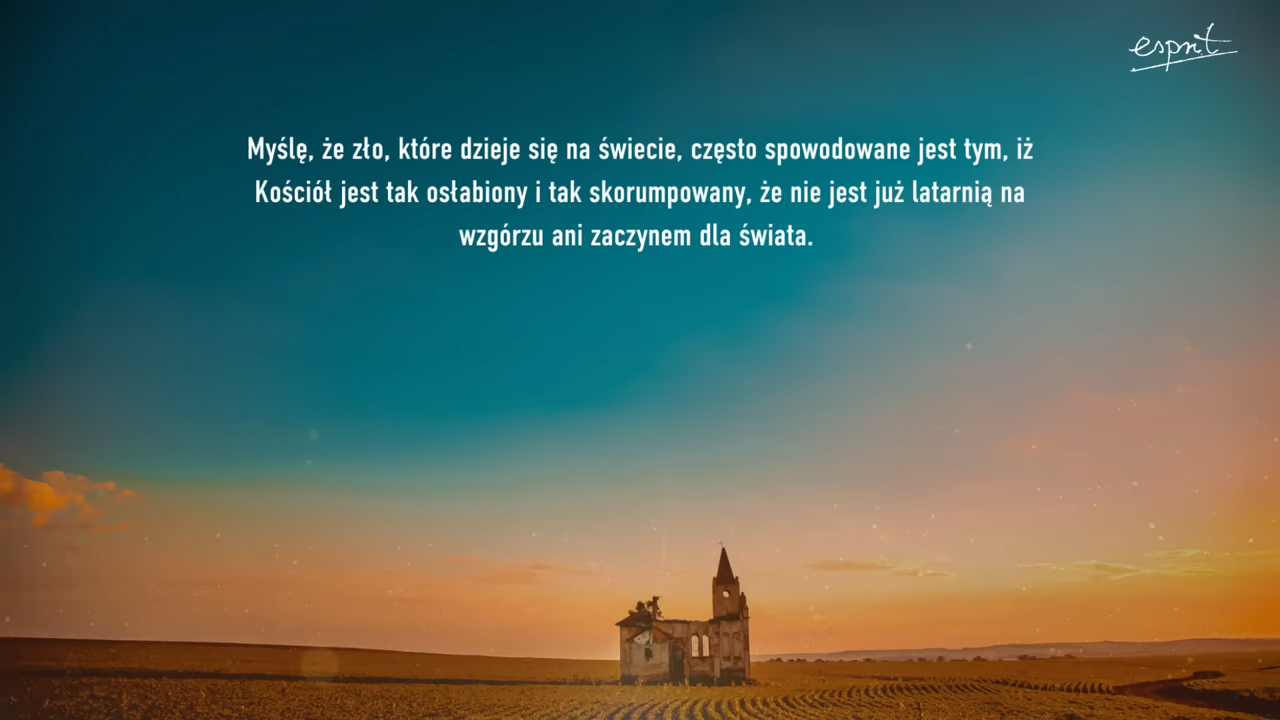 esprit
Myślę, że zło, które dzieje się na świecie, często spowodowane jest tym, iż
Kościół jest tak osłabiony i tak skorumpowany, że nie jest już latarnią na
wzgórzu ani zaczynem dla świata.